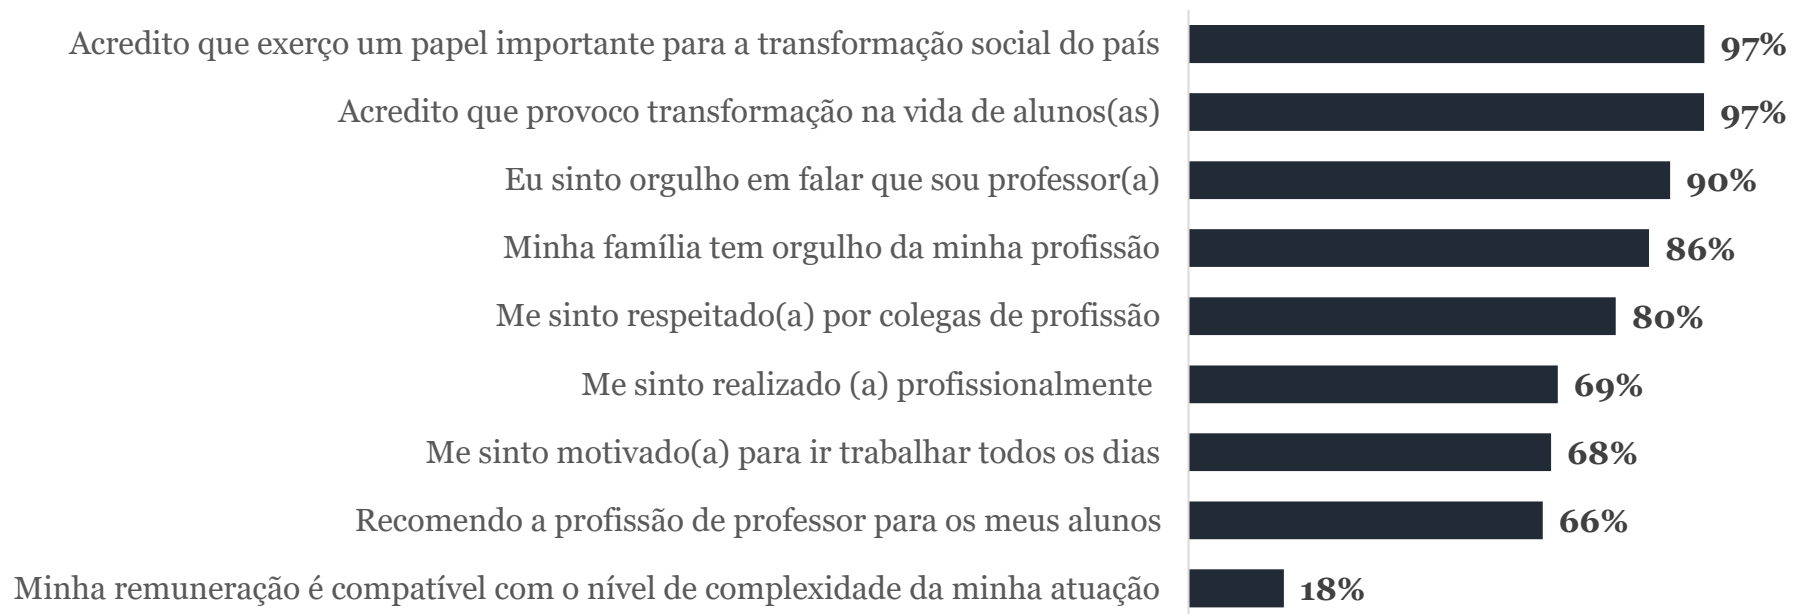 Acredito que exerço um papel importante para a transformação social do país 97%
Acredito que provoco transformação na vida de alunos(as) 97%
Eu sinto orgulho em falar que sou professor(a) 90%
Minha família tem orgulho da minha profissão 86%
Me sinto respeitado(a) por colegas de profissão 80%
Me sinto realizado (a) profissionalmente 69%
Me sinto motivado(a) para ir trabalhar todos os dias 68%
Recomendo a profissão de professor para os meus alunos 66%
Minha remuneração é compatível com o nível de complexidade da minha atuação 18%